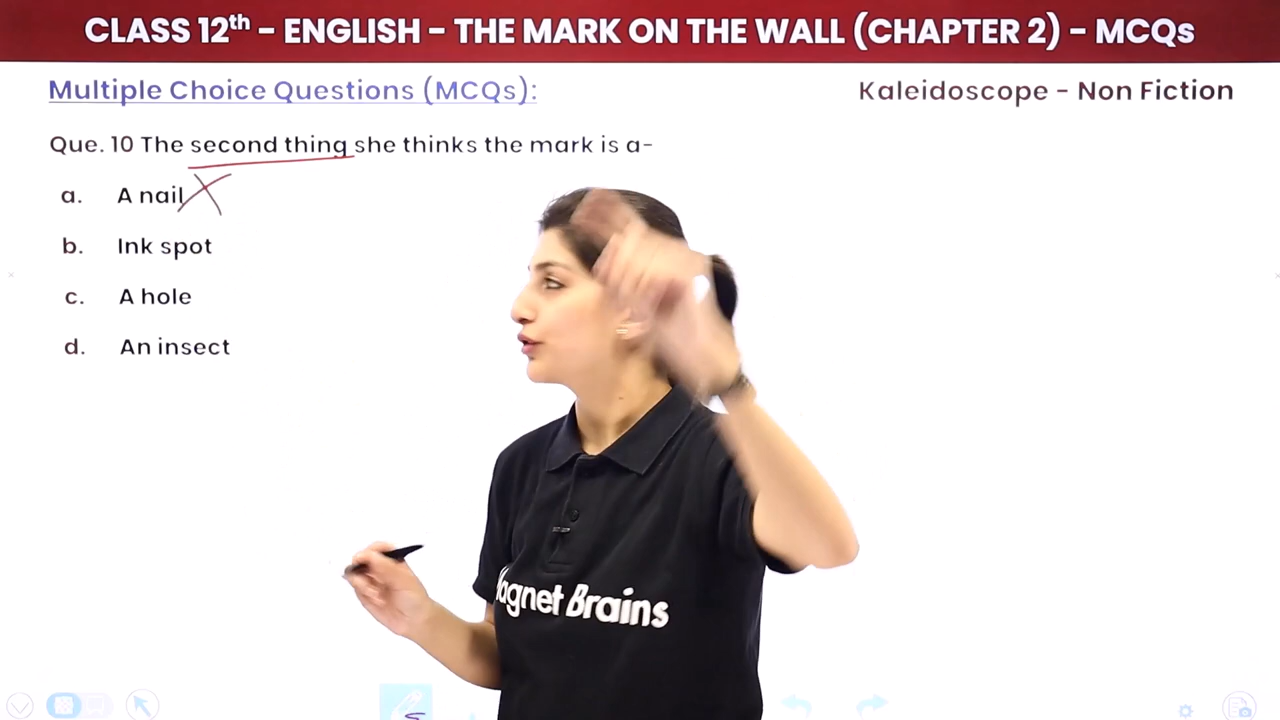 CLASS 12th - ENGLISH - THE MARK ON THE WALL (CHAPTER 2) - MCQs
Multiple Choice Questions (MCQs):
Kaleidoscope - Non Fiction
Que. 10 The second thing she thinks the mark is a-
a. A nail
b. Ink spot
c. A hole
d. An insect
agnet Brains